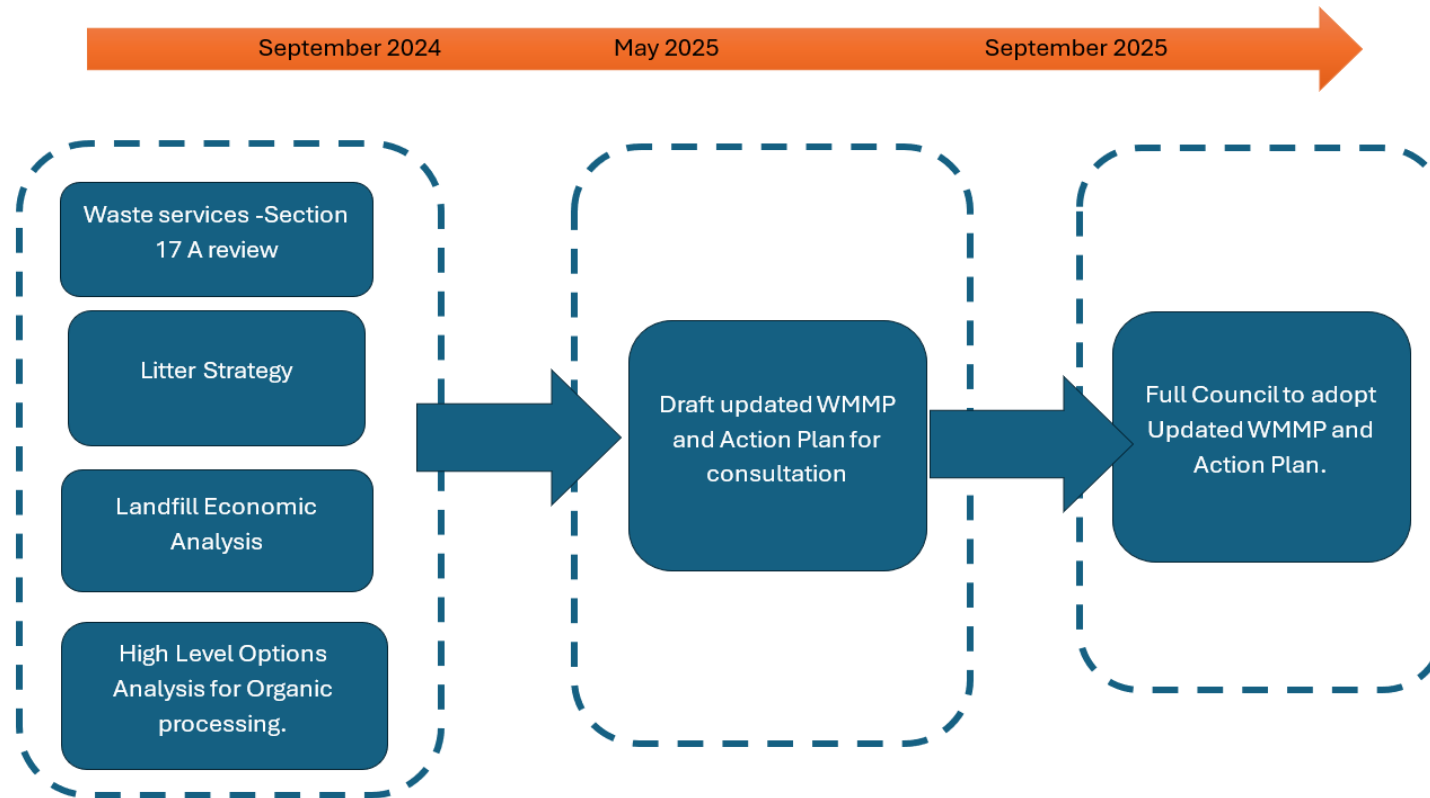 September 2024
May 2025
September 2025
Waste services -Section
17 A review
Litter Strategy
Landfill Economic
Analysis
High Level Options
Analysis for Organic
processing.
Draft updated WMMP
and Action Plan for
consultation
Full Council to adopt
Updated WMMP and
Action Plan.